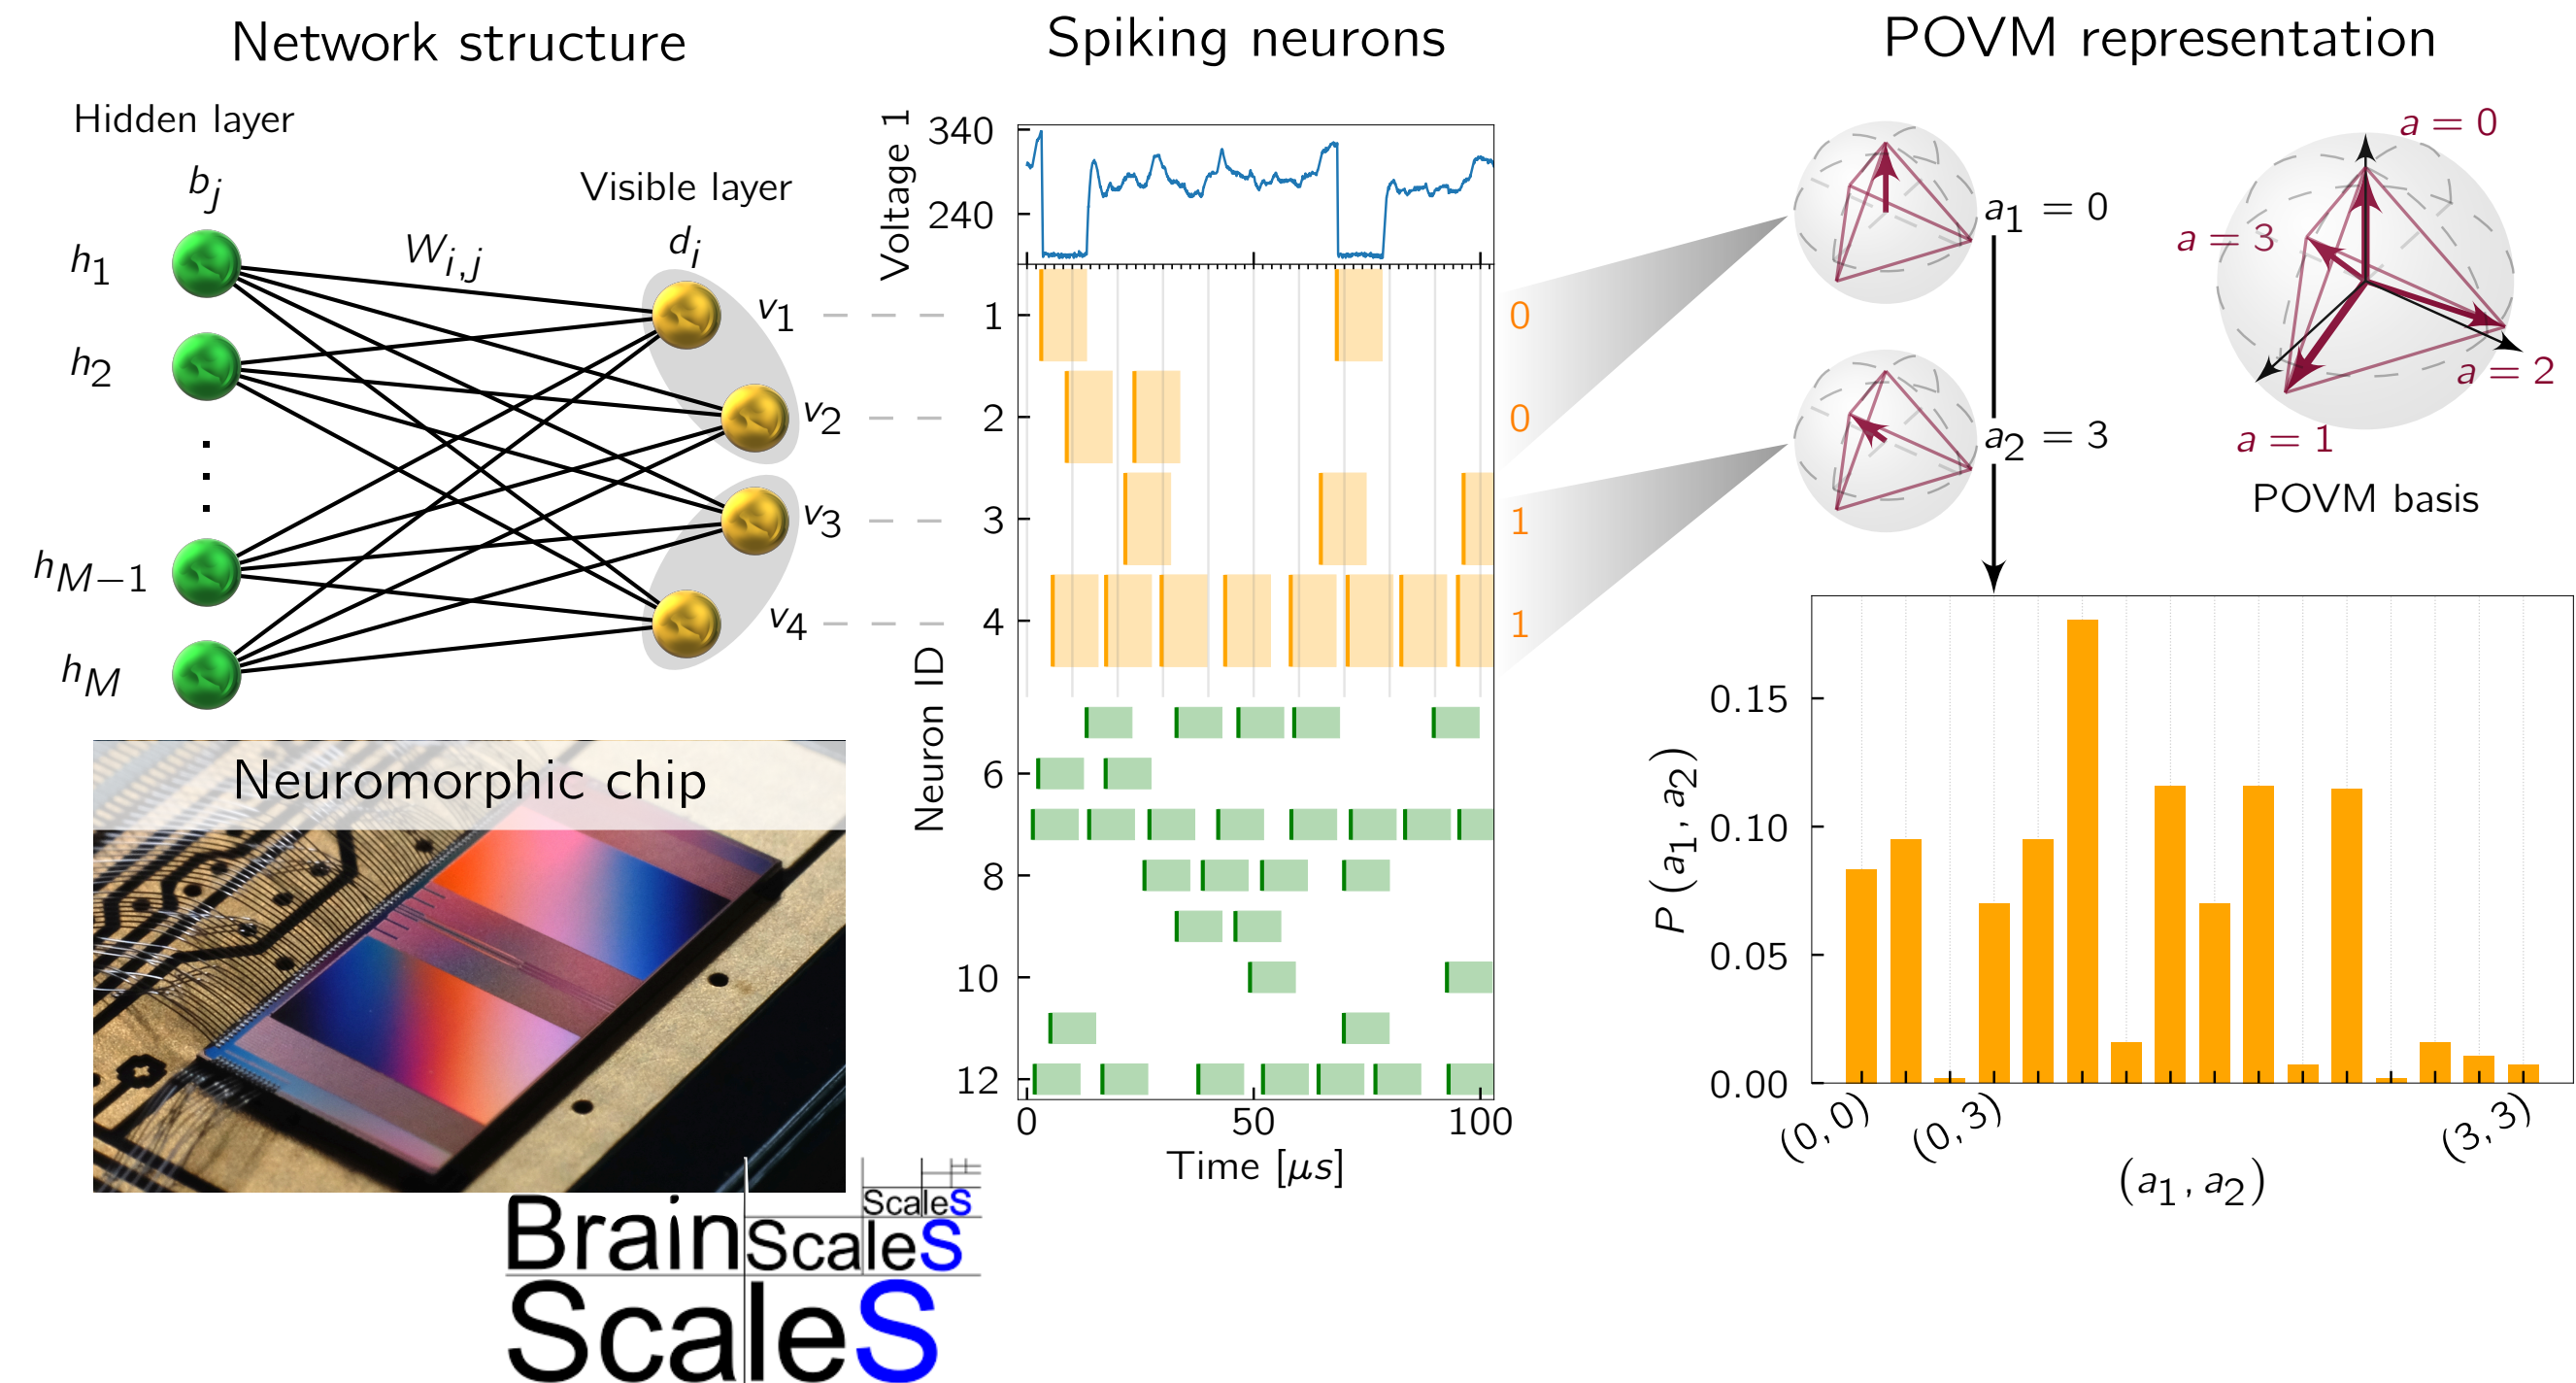 Network structure
Hidden layer
b_j
Visible layer
W_{i,j}
d_i
h_1
h_2
h_{M-1}
h_M
v_1
v_2
v_3
v_4
Neuromorphic chip
BrainScaleS
ScaleS
ScaleS
Spiking neurons
Voltage 1
340
240
Neuron ID
1
2
3
4
6
8
10
12
0
0
1
1
0 50 100
Time [μs]
POVM representation
a_1 = 0
a_2 = 3
a = 0
a = 3
a = 2
a = 1
POVM basis
P (a_1, a_2)
0.15
0.10
0.05
0.00
(0, 0) (0, 3) (3, 3)
(a_1, a_2)